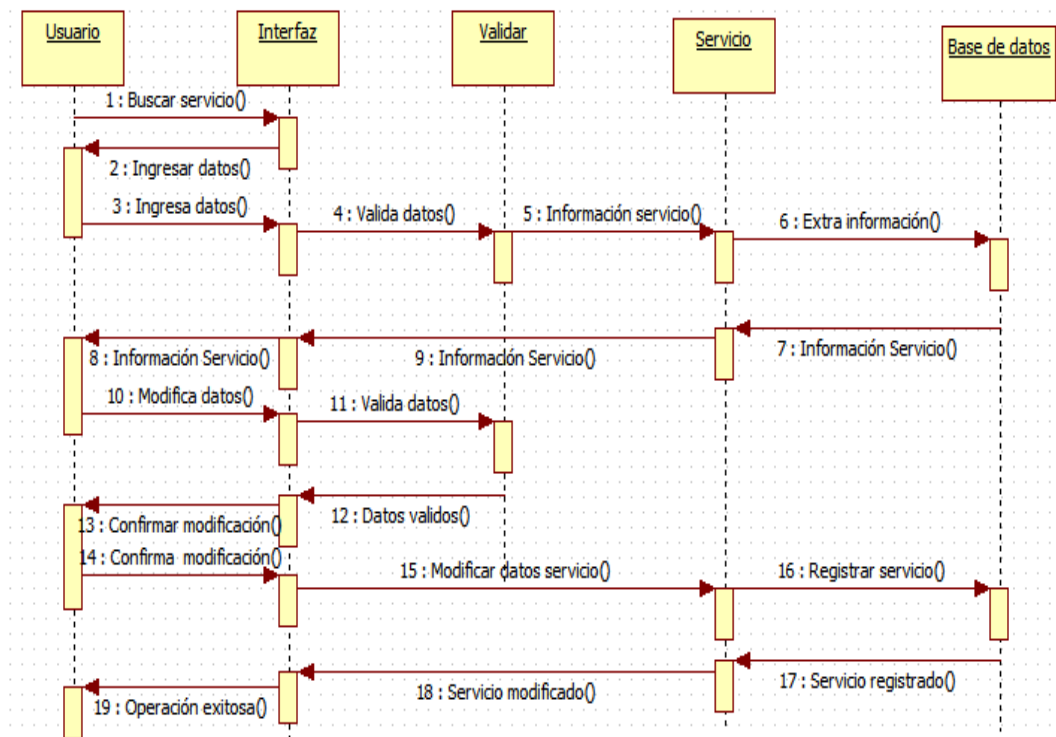 Usuario
Interfaz
Validar
Servicio
Base de datos
1 : Buscar servicio()
2 : Ingresar datos()
3 : Ingresa datos()
4 : Valida datos()
5 : Información servicio()
6 : Extra información()
7 : Información Servicio()
8 : Información Servicio()
9 : Información Servicio()
10 : Modifica datos()
11 : Valida datos()
12 : Datos validos()
13 : Confirmar modificación()
14 : Confirma modificación()
15 : Modificar datos servicio()
16 : Registrar servicio()
17 : Servicio registrado()
18 : Servicio modificado()
19 : Operación exitosa()